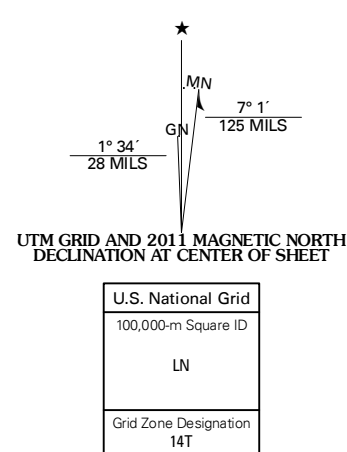 ★
MN
7° 1´
125 MILS
GN
1° 34´
28 MILS
UTM GRID AND 2011 MAGNETIC NORTH
DECLINATION AT CENTER OF SHEET
U.S. National Grid
100,000-m Square ID
LN
Grid Zone Designation
14T